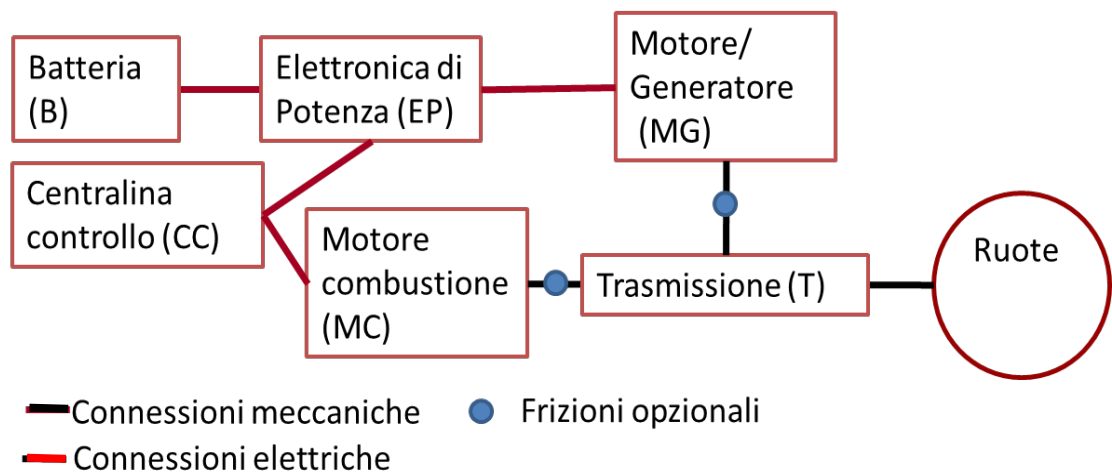 Batteria
(B)
Elettronica di
Potenza (EP)
Motore/
Generatore
(MG)
Centralina
controllo (CC)
Motore
combustione
(MC)
Trasmissione (T)
Ruote
Connessioni meccaniche
Frizioni opzionali
Connessioni elettriche